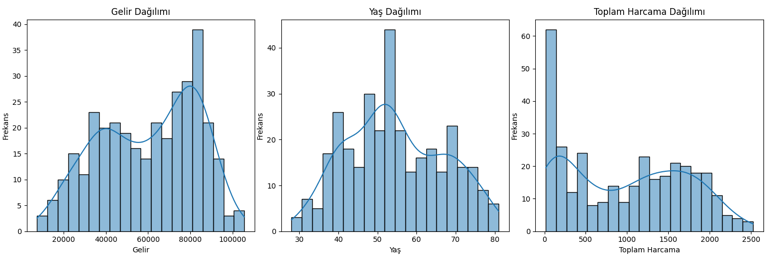 Gelir Dağılımı
40
35
30
25
20
15
10
5
0
20000 40000 60000 80000 100000
Gelir
Frekans
Yaş Dağılımı
40
30
20
10
0
30 40 50 60 70 80
Yaş
Frekans
Toplam Harcama Dağılımı
60
50
40
30
20
10
0
0 500 1000 1500 2000 2500
Toplam Harcama
Frekans